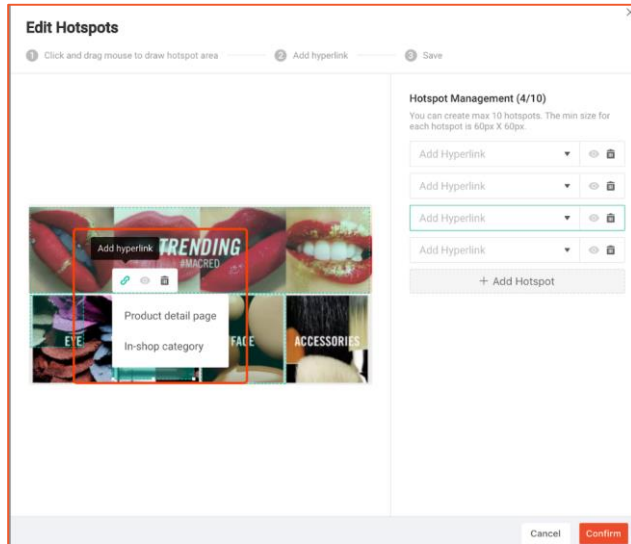 Edit Hotspots
1 Click and drag mouse to draw hotspot area
2 Add hyperlink
3 Save
Hotspot Management (4/10)
You can create max 10 hotspots. The min size for
each hotspot is 60px X 60px.
Add Hyperlink
Add Hyperlink
Add Hyperlink
Add Hyperlink
+ Add Hotspot
Add hyperlink
TRENDING
#MACRED
Product detail page
In-shop category
EYE
FACE
ACCESSORIES
Cancel
Confirm